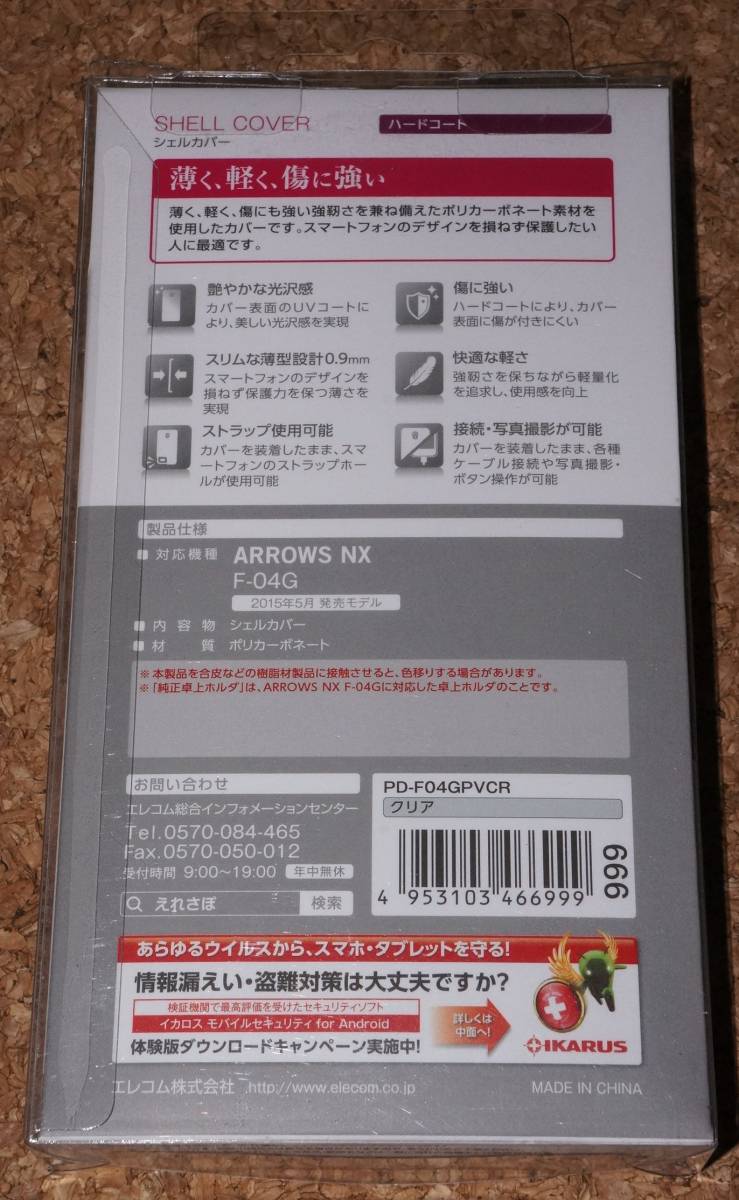 SHELL COVER
ハードコート
シェルカバー
薄く、軽く、傷に強い
薄く、軽く、傷にも強い強靭さを兼ね備えたポリカーボネート素材を
使用したカバーです。スマートフォンのデザインを損ねず保護したい
人に最適です。
艶やかな光沢感
カバー表面のUVコートに
より、美しい光沢感を実現
傷に強い
ハードコートにより、カバー
表面に傷が付きにくい
スリムな薄型設計0.9mm
スマートフォンのデザインを
損ねず保護力を保つ薄さを
実現
快適な軽さ
強靭さを保ちながら軽量化
を追求し、使用感を向上
ストラップ使用可能
カバーを装着したまま、スマ
ートフォンのストラップホー
ルが使用可能
接続・写真撮影が可能
カバーを装着したまま、各種
ケーブル接続や写真撮影・
ボタン操作が可能
製品仕様
対応機種 ARROWS NX
F-04G
2015年5月 発売モデル
内容物 シェルカバー
材質 ポリカーボネート
※本製品を合皮などの樹脂材製品に接触させると、色移りする場合があります。
※「純正卓上ホルダ」は、ARROWS NX F-04Gに対応した卓上ホルダのことです。
お問い合わせ
エレコム総合インフォメーションセンター
Tel.0570-084-465
Fax.0570-050-012
受付時間 9:00〜19:00 年中無休
えれさぽ 検索
PD-F04GPVCR
クリア
4 953103 466999
999
あらゆるウイルスから、スマホ・タブレットを守る!
情報漏えい・盗難対策は大丈夫ですか?
検証機関で最高評価を受けたセキュリティソフト
イカロス モバイルセキュリティ for Android
体験版ダウンロードキャンペーン実施中!
詳しくは
中面へ!
IKARUS
エレコム株式会社 http://www.elecom.co.jp
MADE IN CHINA